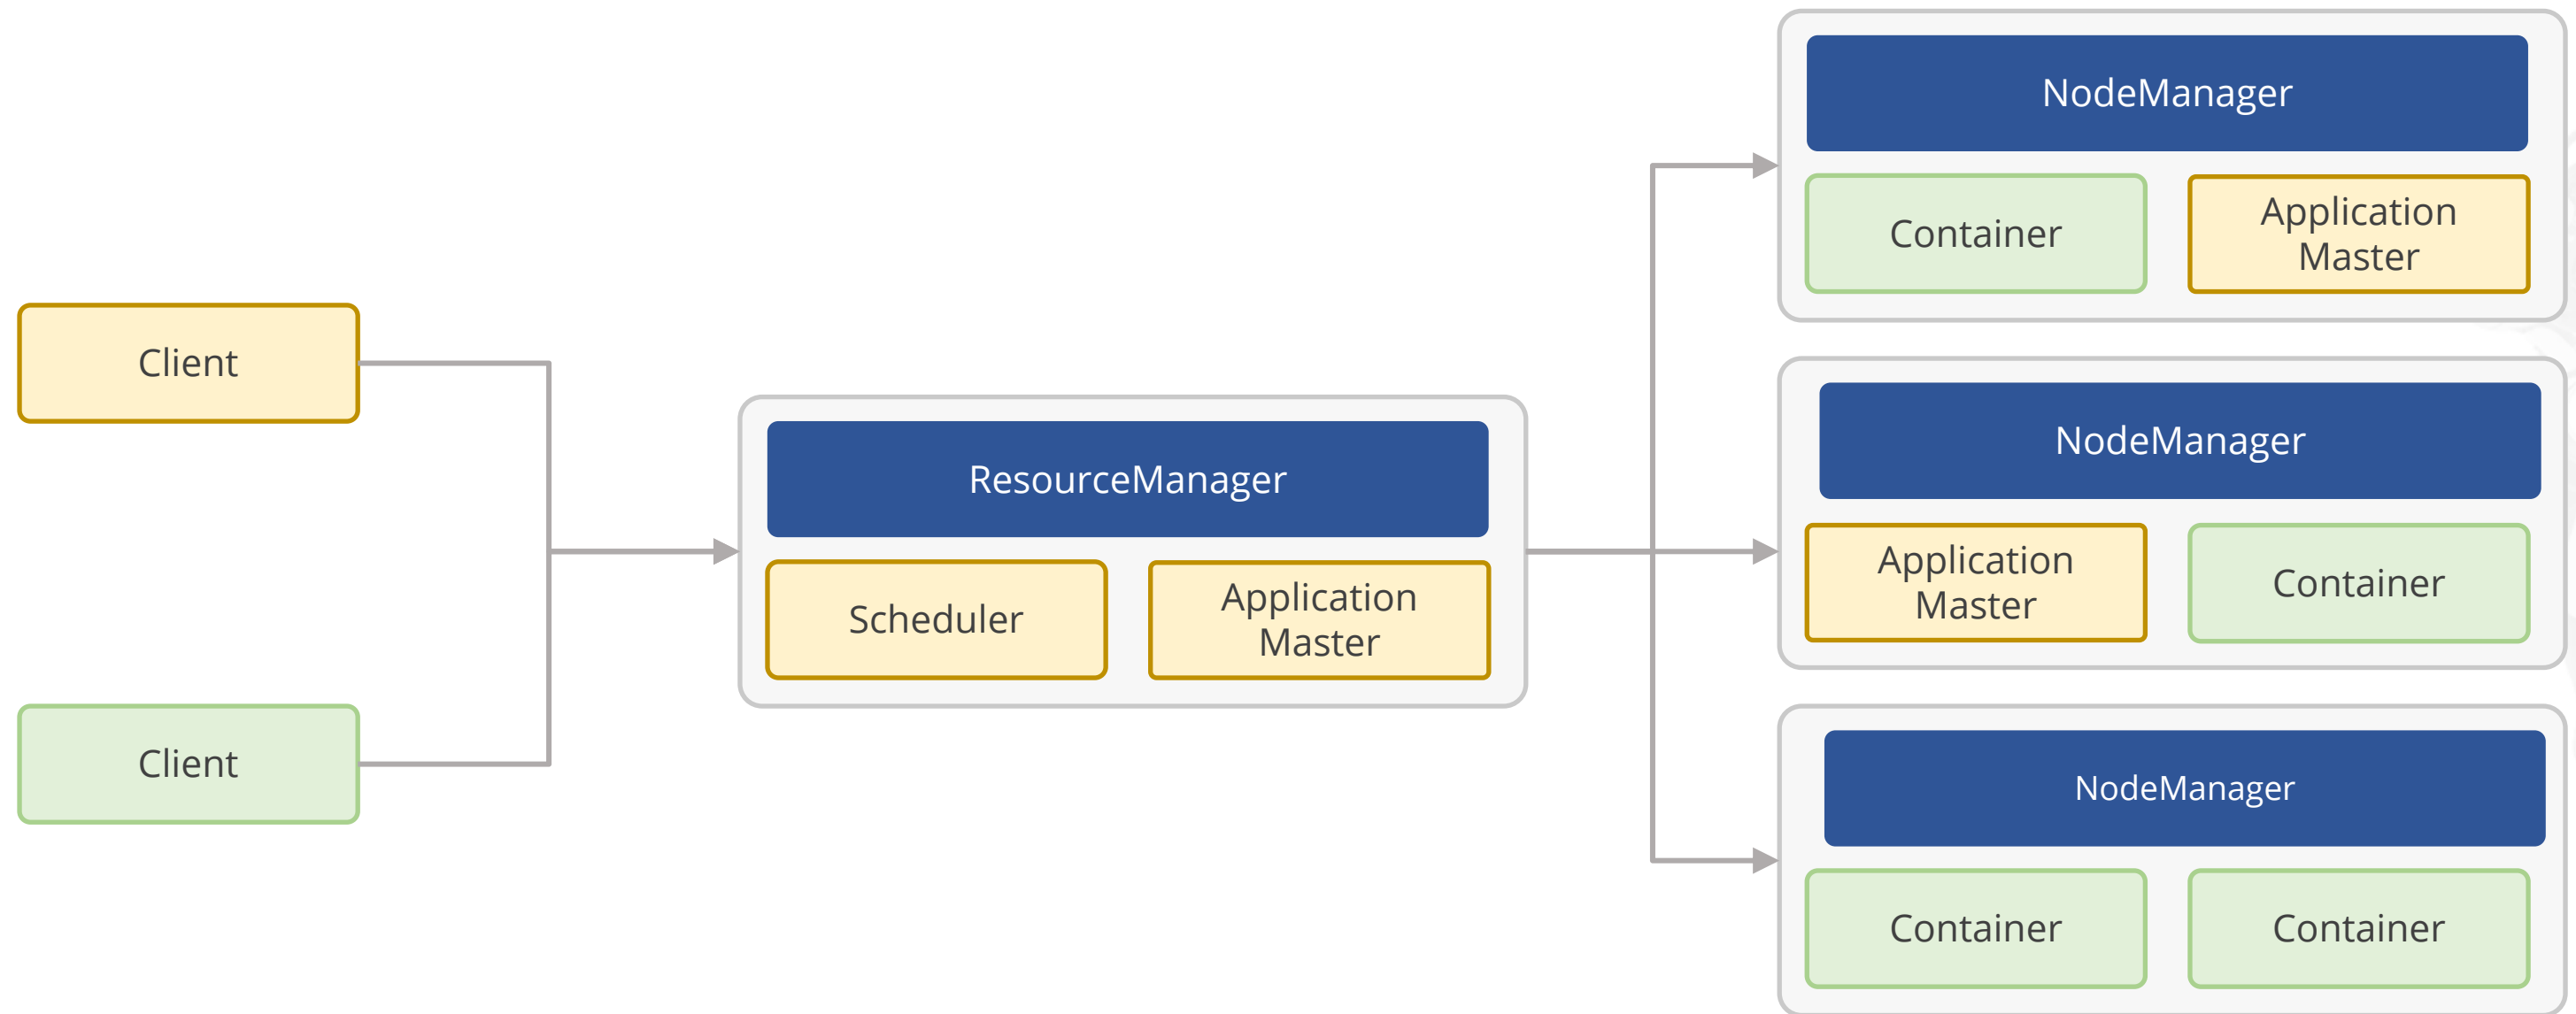 Client
Client
ResourceManager
Scheduler
Application
Master
NodeManager
Container
Application
Master
NodeManager
Application
Master
Container
NodeManager
Container
Container